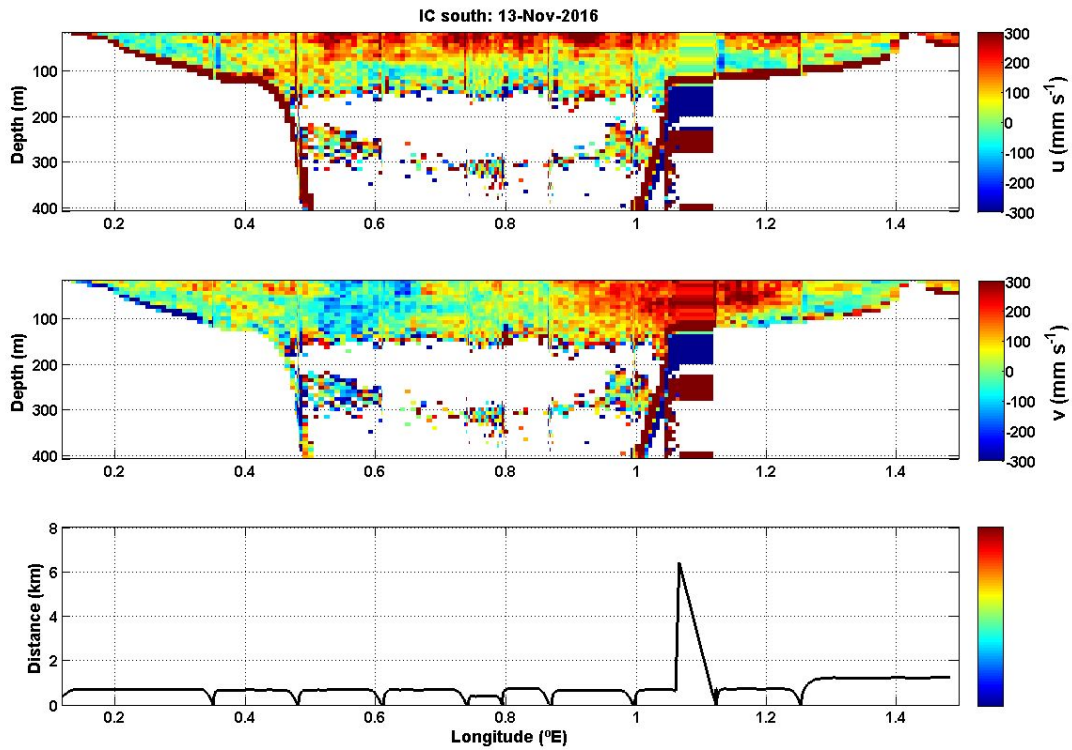 IC south: 13-Nov-2016
Depth (m)
100
200
300
400
0.2 0.4 0.6 0.8 1 1.2 1.4
300
200
100
0
-100
-200
-300
u (mm s-1)
Depth (m)
100
200
300
400
0.2 0.4 0.6 0.8 1 1.2 1.4
300
200
100
0
-100
-200
-300
v (mm s-1)
Distance (km)
8
6
4
2
0
0.2 0.4 0.6 0.8 1 1.2 1.4
Longitude (ºE)